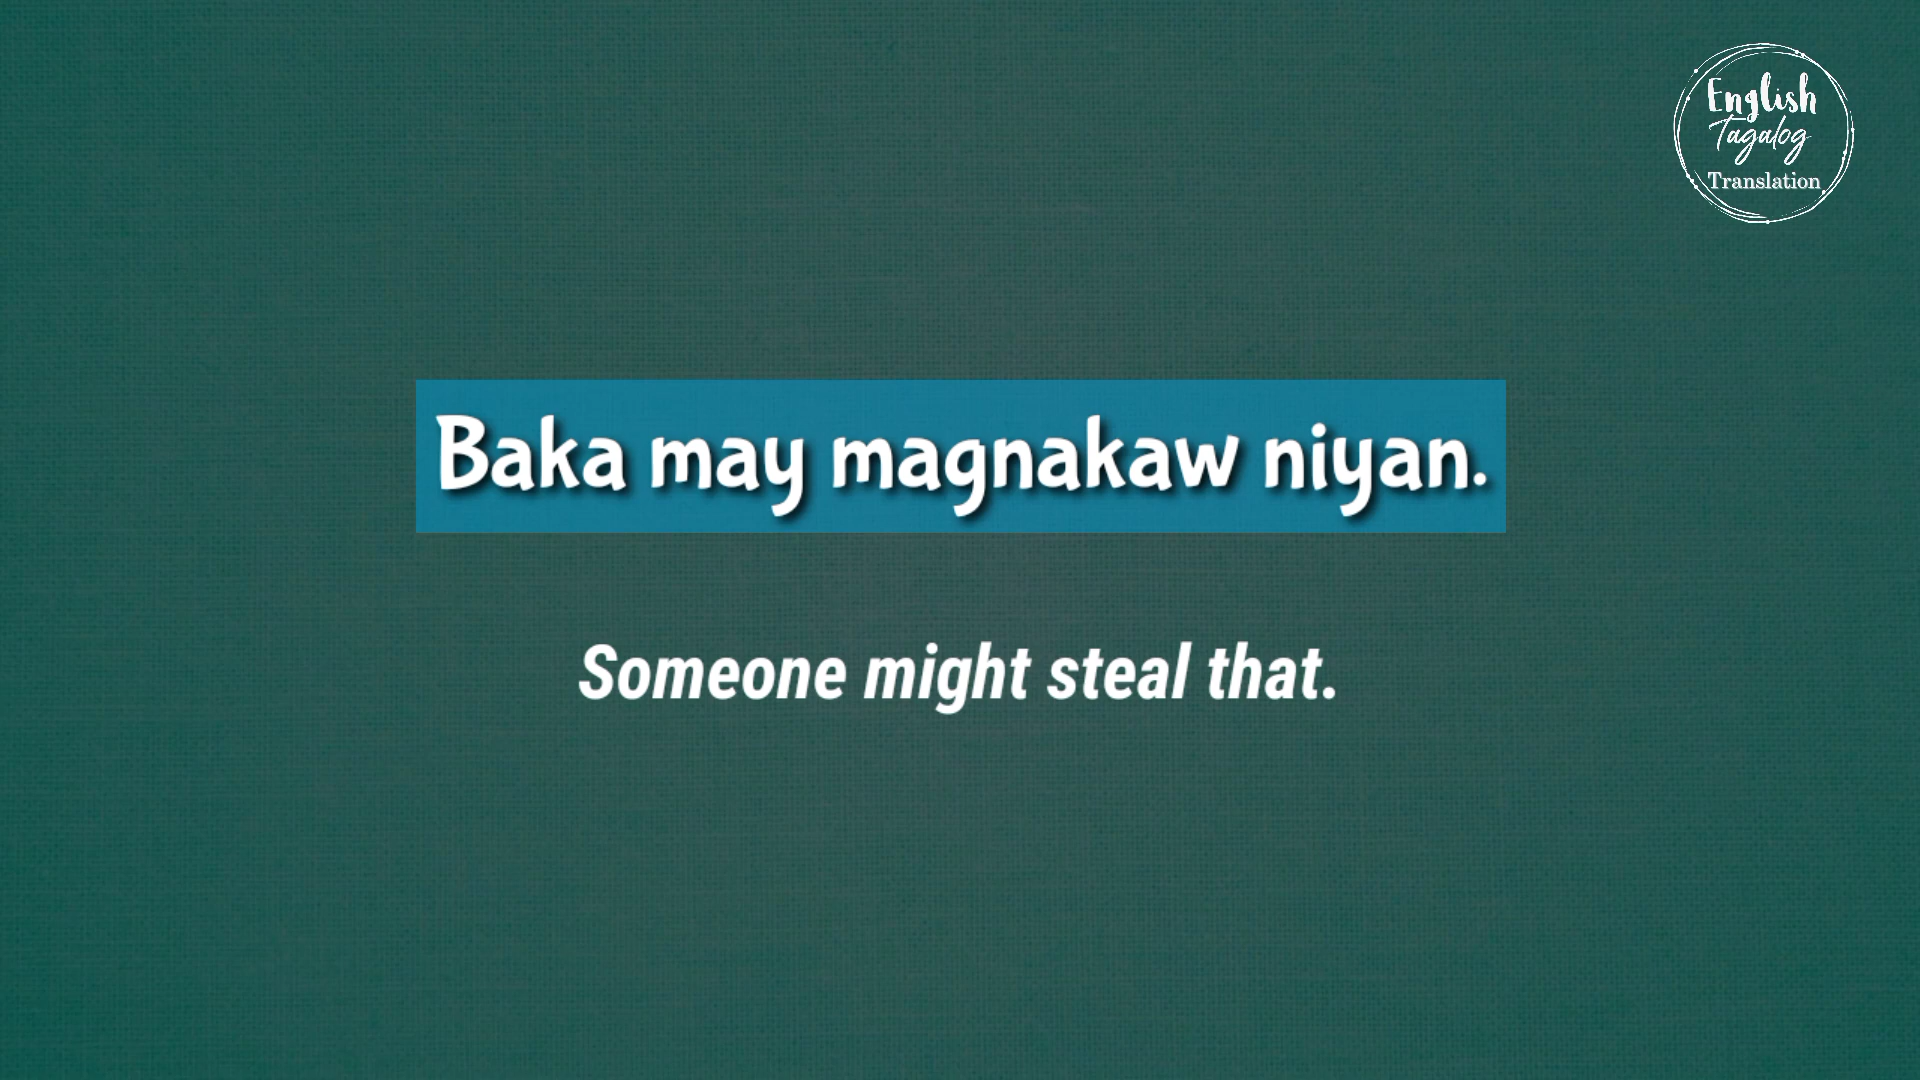 English
Tagalog
Translation
Baka may magnakaw niyan.
Someone might steal that.